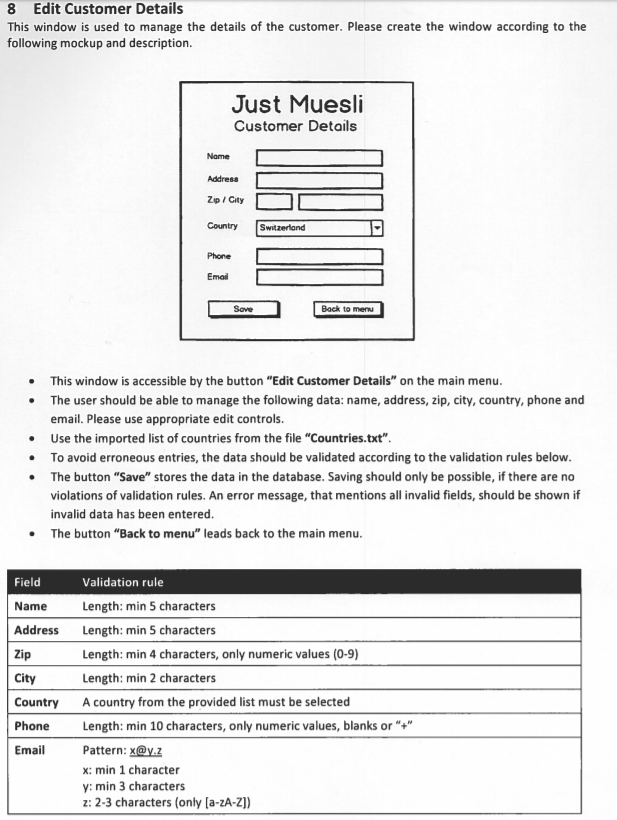 8 Edit Customer Details
This window is used to manage the details of the customer. Please create the window according to the
following mockup and description.
Just Muesli
Customer Details
Name
Address
Zip / City
Country Switzerland
Phone
Email
Save Back to menu
• This window is accessible by the button “Edit Customer Details” on the main menu.
• The user should be able to manage the following data: name, address, zip, city, country, phone and
email. Please use appropriate edit controls.
• Use the imported list of countries from the file “Countries.txt”.
• To avoid erroneous entries, the data should be validated according to the validation rules below.
• The button “Save” stores the data in the database. Saving should only be possible, if there are no
violations of validation rules. An error message, that mentions all invalid fields, should be shown if
invalid data has been entered.
• The button “Back to menu” leads back to the main menu.
Field Validation rule
Name Length: min 5 characters
Address Length: min 5 characters
Zip Length: min 4 characters, only numeric values (0-9)
City Length: min 2 characters
Country A country from the provided list must be selected
Phone Length: min 10 characters, only numeric values, blanks or “+”
Email Pattern: x@y.z
x: min 1 character
y: min 3 characters
z: 2-3 characters (only [a-zA-Z])